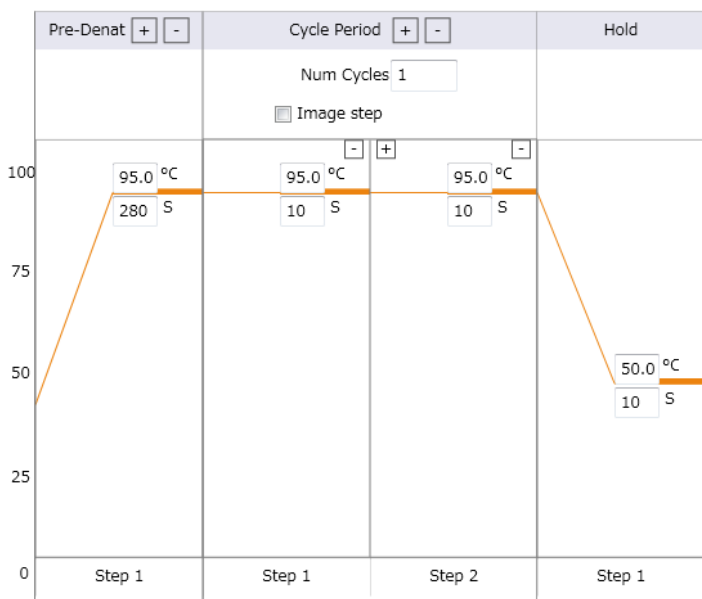 Pre-Denat + - Cycle Period + - Hold
Num Cycles 1
Image step
- + -
100
95.0 °C 95.0 °C 95.0 °C
280 S 10 S 10 S
75
50
50.0 °C
10 S
25
0
Step 1 Step 1 Step 2 Step 1